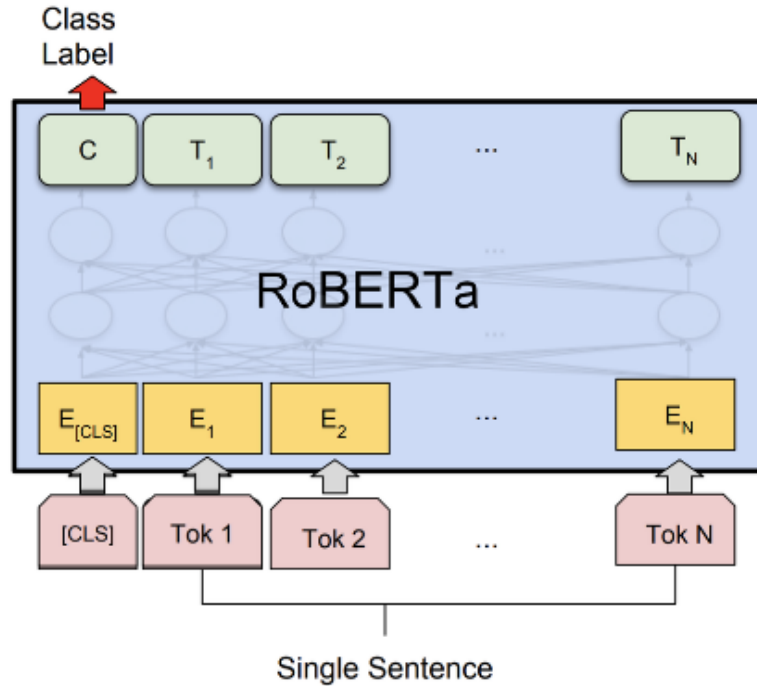 Class
Label
C T1 T2 ... TN
...
RoBERTa
...
E[CLS] E1 E2 ... EN
[CLS] Tok 1 Tok 2 ... Tok N
Single Sentence